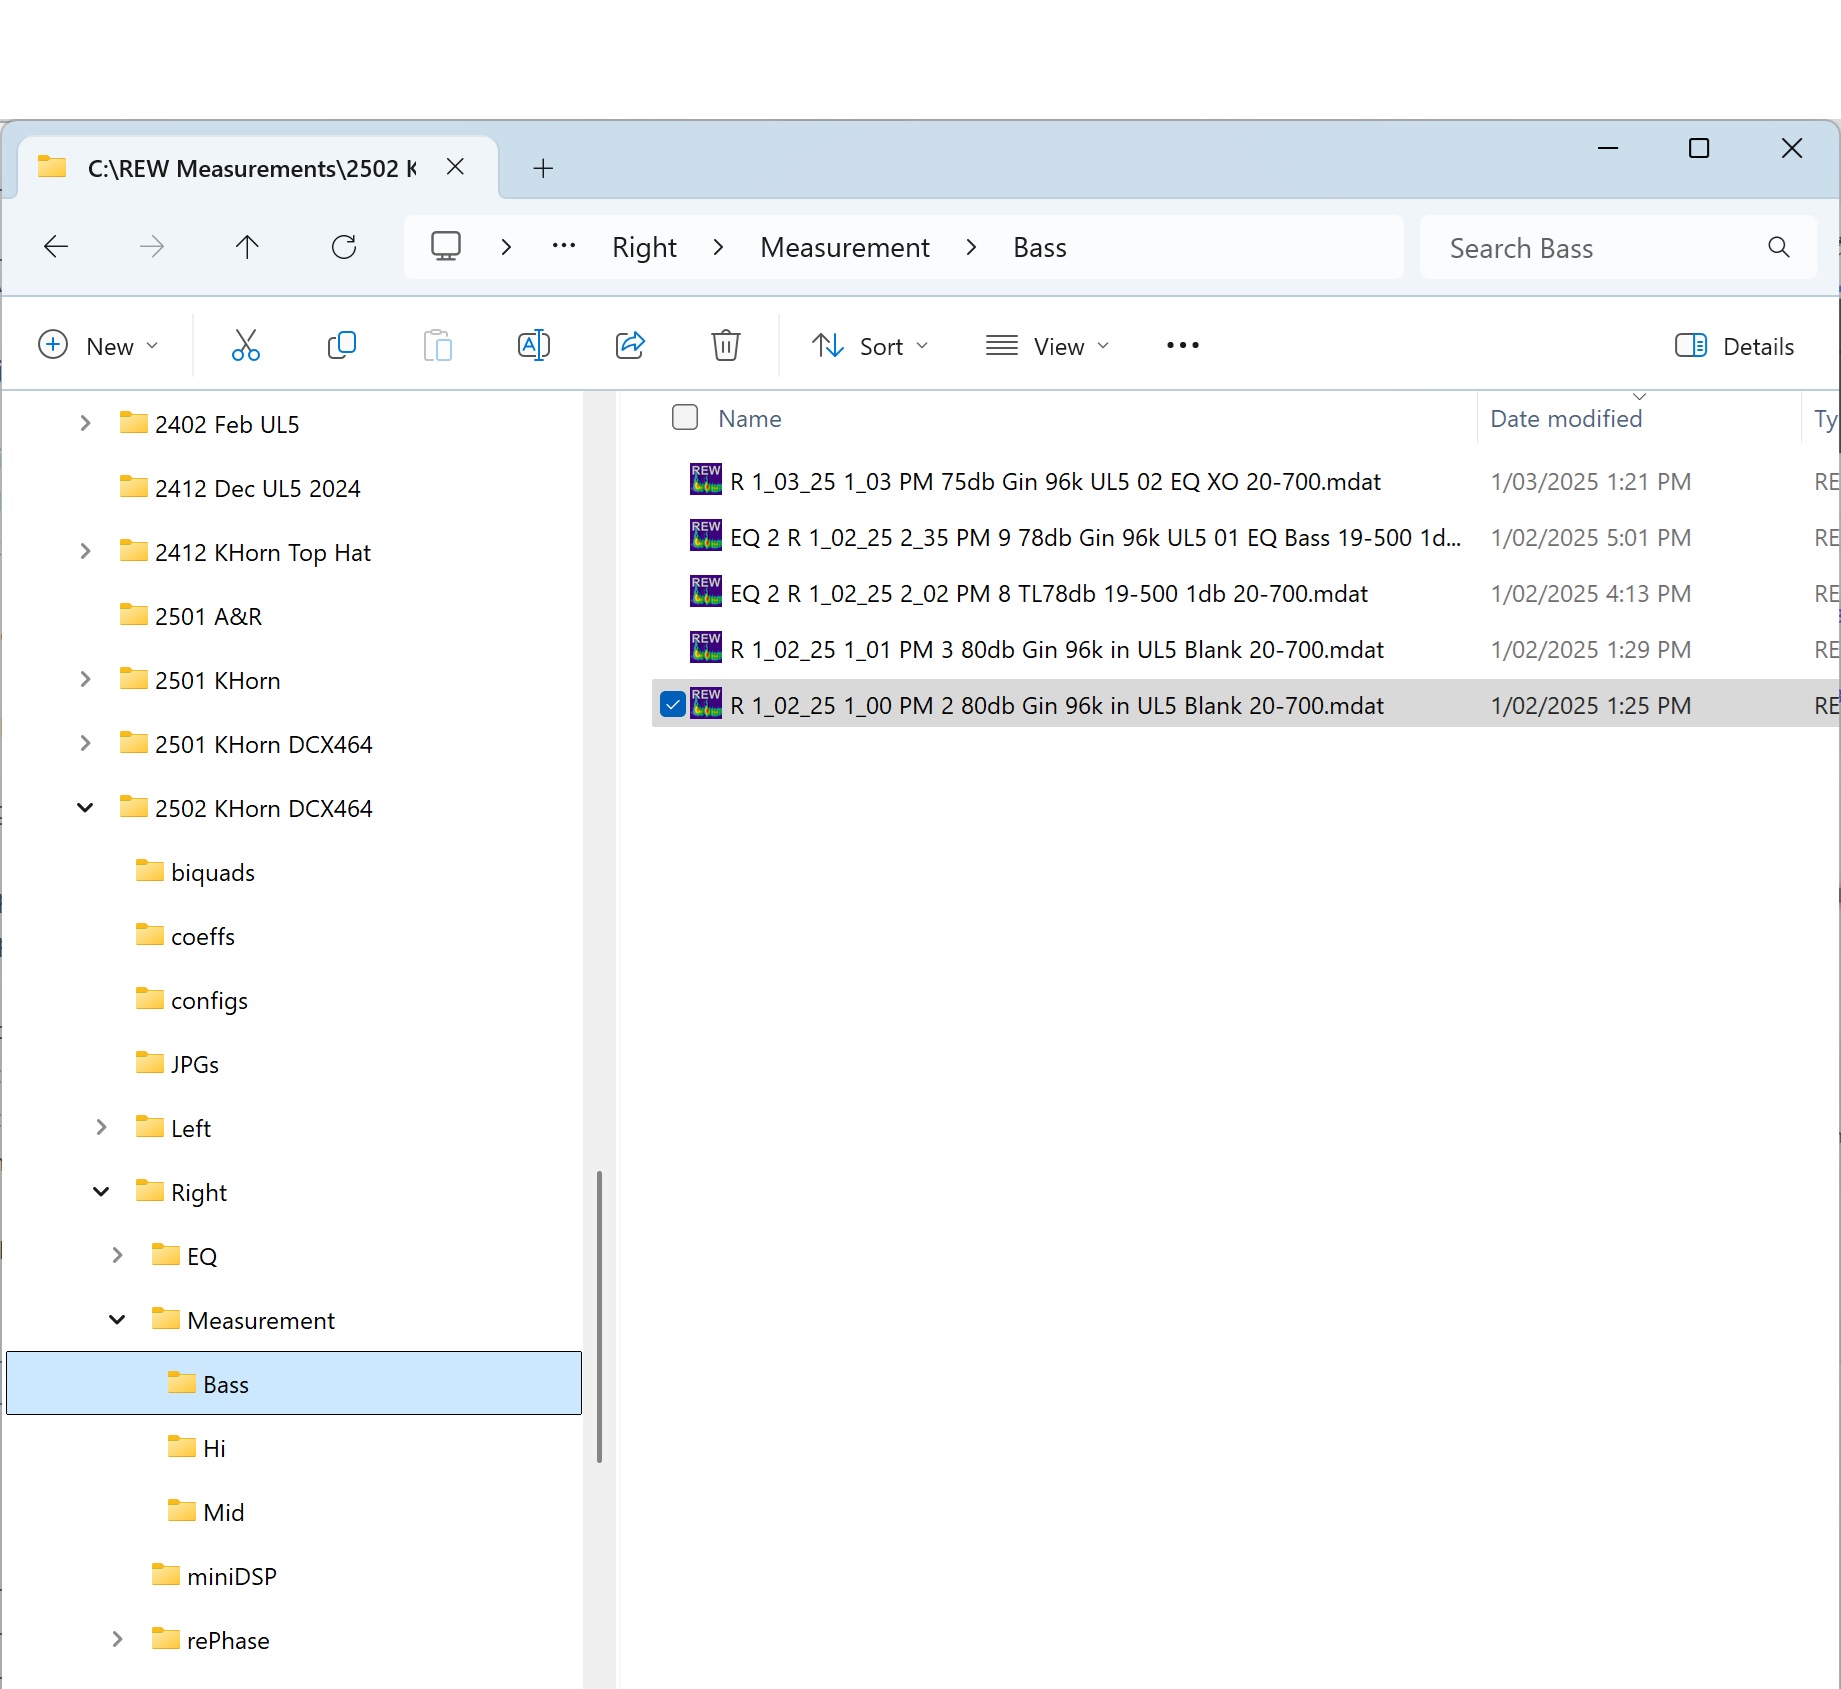 C:\REW Measurements\2502 K
Right > Measurement > Bass
Search Bass
New
Sort
View
Details
Name
Date modified
Ty
REW R 1_03_25 1_03 PM 75db Gin 96k UL5 02 EQ XO 20-700.mdat 1/03/2025 1:21 PM RE
REW EQ 2 R 1_02_25 2_35 PM 9 78db Gin 96k UL5 01 EQ Bass 19-500 1d... 1/02/2025 5:01 PM RE
REW EQ 2 R 1_02_25 2_02 PM 8 TL78db 19-500 1db 20-700.mdat 1/02/2025 4:13 PM RE
REW R 1_02_25 1_01 PM 3 80db Gin 96k in UL5 Blank 20-700.mdat 1/02/2025 1:29 PM RE
REW R 1_02_25 1_00 PM 2 80db Gin 96k in UL5 Blank 20-700.mdat 1/02/2025 1:25 PM RE
2402 Feb UL5
2412 Dec UL5 2024
2412 KHorn Top Hat
2501 A&R
2501 KHorn
2501 KHorn DCX464
2502 KHorn DCX464
biquads
coeffs
configs
JPGs
Left
Right
EQ
Measurement
Bass
Hi
Mid
miniDSP
rePhase